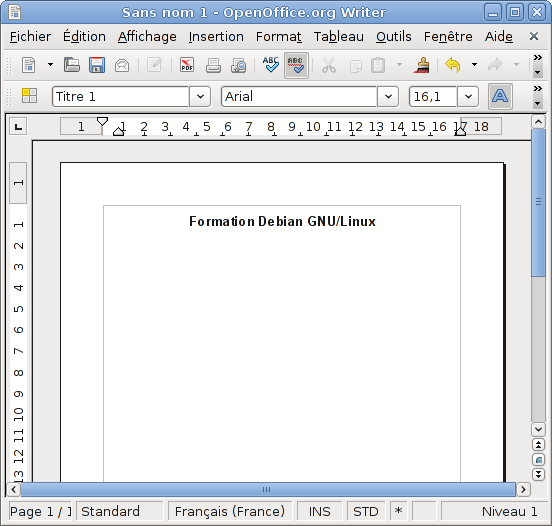 Sans nom 1 - OpenOffice.org Writer
Fichier Édition Affichage Insertion Format Tableau Outils Fenêtre Aide
PDF ABC ABC
Titre 1 Arial 16,1 A
1 1 2 3 4 5 6 7 8 9 10 11 12 13 14 15 16 17 18
1
Formation Debian GNU/Linux
1
2
3
4
5
6
7
8
9
10
11
12
13
Page 1 / 1 Standard Français (France) INS STD * Niveau 1